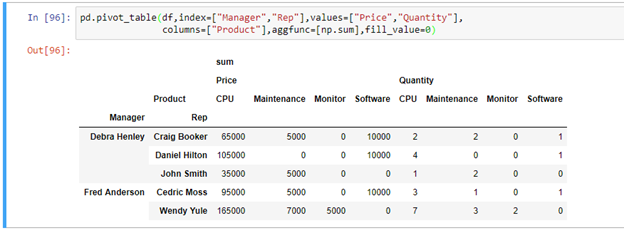 In [96]: pd.pivot_table(df,index=["Manager","Rep"],values=["Price","Quantity"],
columns=["Product"],aggfunc=[np.sum],fill_value=0)
Out[96]:
sum
Price Quantity
Product CPU Maintenance Monitor Software CPU Maintenance Monitor Software
Manager Rep
Debra Henley Craig Booker 65000 5000 0 10000 2 2 0 1
Daniel Hilton 105000 0 0 10000 4 0 0 1
John Smith 35000 5000 0 0 1 2 0 0
Fred Anderson Cedric Moss 95000 5000 0 10000 3 1 0 1
Wendy Yule 165000 7000 5000 0 7 3 2 0